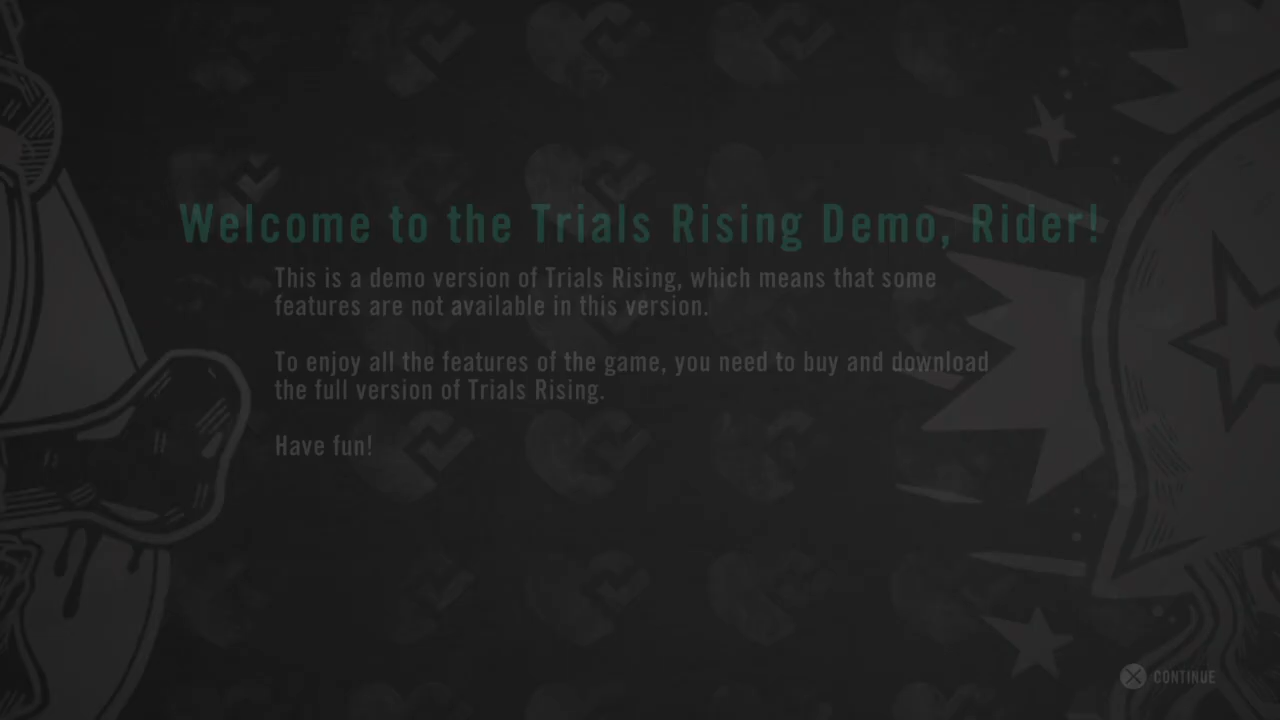 Welcome to the Trials Rising Demo, Rider!
This is a demo version of Trials Rising, which means that some
features are not available in this version.
To enjoy all the features of the game, you need to buy and download
the full version of Trials Rising.
Have fun!
CONTINUE